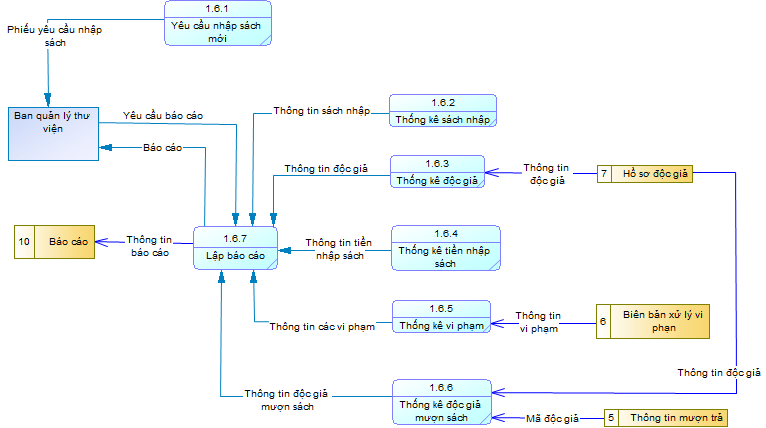 1.6.1
Yêu cầu nhập sách
mới
Phiếu yêu cầu nhập
sách
Ban quản lý thư
viện
Yêu cầu báo cáo
Báo cáo
Thông tin sách nhập
1.6.2
Thống kê sách nhập
Thông tin độc giả
1.6.3
Thống kê độc giả
Thông tin
độc giả
7
Hồ sơ độc giả
10
Báo cáo
Thông tin
báo cáo
1.6.7
Lập báo cáo
Thông tin tiền
nhập sách
1.6.4
Thống kê tiền nhập
sách
Thông tin các vi phạm
1.6.5
Thống kê vi phạm
Thông tin
vi phạm
6
Biên bản xử lý vi
phạn
Thông tin độc giả
Thông tin độc giả
mượn sách
1.6.6
Thống kê độc giả
mượn sách
Mã độc giả
5
Thông tin mượn trả